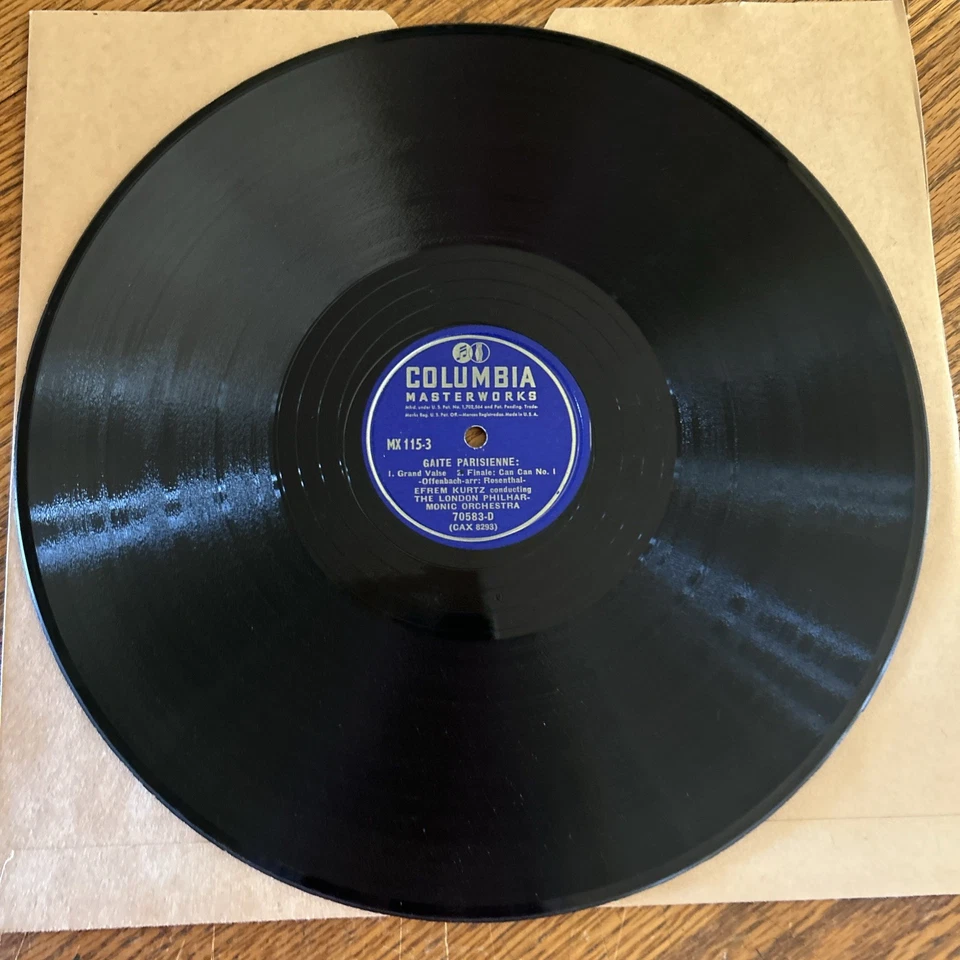 COLUMBIA
MASTERWORKS
Mfd. under U. S. Pat. No. 1,702,564 and Pat. Pending. Trade-
Marks Reg. U. S. Pat. Off.—Marcas Registradas. Made in U. S. A.
MX 115-3
GAITE PARISIENNE:
1. Grand Valse 2. Finale: Can Can No. 1
-Offenbach-arr: Rosenthal-
EFREM KURTZ conducting
THE LONDON PHILHAR-
MONIC ORCHESTRA
70583-D
(CAX 8293)